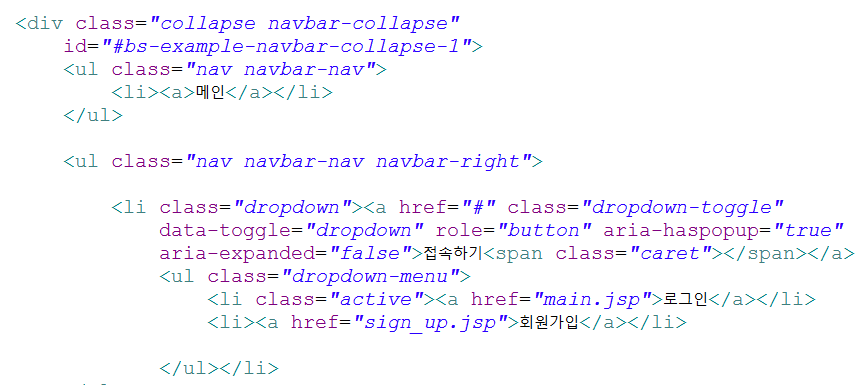 <div class="collapse navbar-collapse"
id="#bs-example-navbar-collapse-1">
<ul class="nav navbar-nav">
<li><a>메인</a></li>
</ul>
<ul class="nav navbar-nav navbar-right">
<li class="dropdown"><a href="#" class="dropdown-toggle"
data-toggle="dropdown" role="button" aria-haspopup="true"
aria-expanded="false">접속하기<span class="caret"></span></a>
<ul class="dropdown-menu">
<li class="active"><a href="main.jsp">로그인</a></li>
<li><a href="sign_up.jsp">회원가입</a></li>
</ul></li>